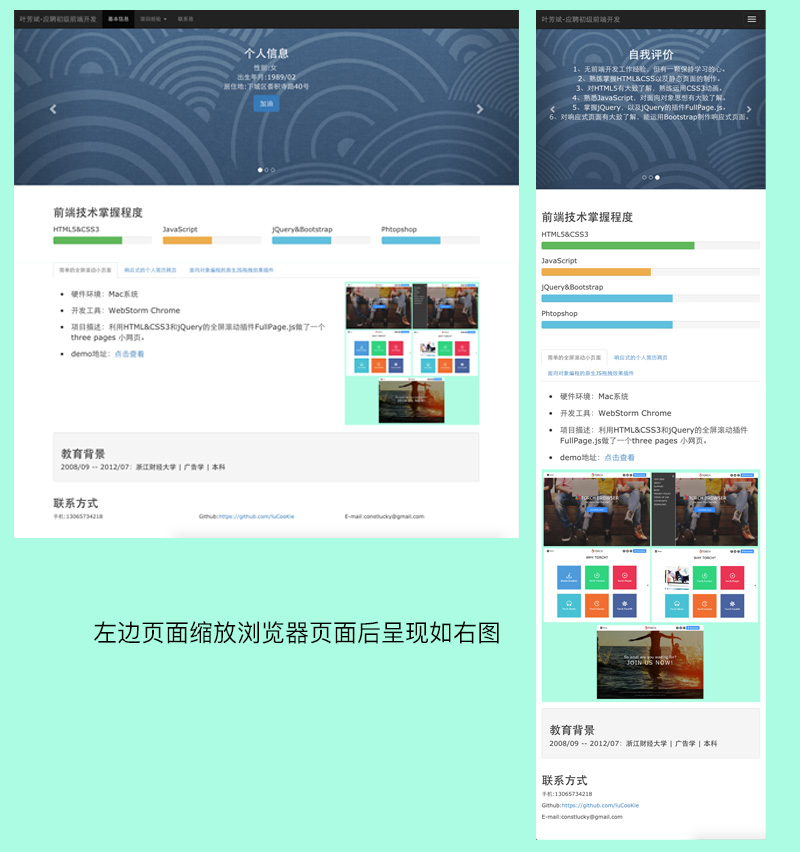 叶芳斌-应聘初级前端开发
基本信息
项目经验
联系我
个人信息
性别:女
出生年月:1989/02
居住地:下城区香积寺路40号
加油
前端技术掌握程度
HTML5&CSS3
JavaScript
jQuery&Bootstrap
Phtopshop
简单的全屏滚动小页面
响应式的个人简历网页
面向对象编程的原生JS拖拽效果插件
硬件环境：Mac系统
开发工具：WebStorm Chrome
项目描述：利用HTML&CSS3和jQuery的全屏滚动插件FullPage.js做了一个
three pages 小网页。
demo地址：点击查看
教育背景
2008/09 -- 2012/07：浙江财经大学 | 广告学 | 本科
联系方式
手机:13065734218
Github:https://github.com/luCooKie
E-mail:constlucky@gmail.com
左边页面缩放浏览器页面后呈现如右图
叶芳斌-应聘初级前端开发
自我评价
1、无前端开发工作经验，但有一颗保持学习的心。
2、熟练掌握HTML&CSS以及静态页面的制作。
3、对HTML5有大致了解、熟练运用CSS3动画。
4、熟悉JavaScript、对面向对象思想有大致了解。
5、掌握jQuery、以及jQuery的插件FullPage.js。
6、对响应式页面有大致了解、能运用Bootstrap制作响应式页面。
前端技术掌握程度
HTML5&CSS3
JavaScript
jQuery&Bootstrap
Phtopshop
简单的全屏滚动小页面
响应式的个人简历网页
面向对象编程的原生JS拖拽效果插件
硬件环境：Mac系统
开发工具：WebStorm Chrome
项目描述：利用HTML&CSS3和jQuery的全屏滚动插件
FullPage.js做了一个three pages 小网页。
demo地址：点击查看
TORCH BROWSER
TORCH BROWSER
WHY TORCH?
WHY TORCH?
So what are you waiting for?
JOIN US NOW!
教育背景
2008/09 -- 2012/07：浙江财经大学 | 广告学 | 本科
联系方式
手机:13065734218
Github:https://github.com/luCooKie
E-mail:constlucky@gmail.com